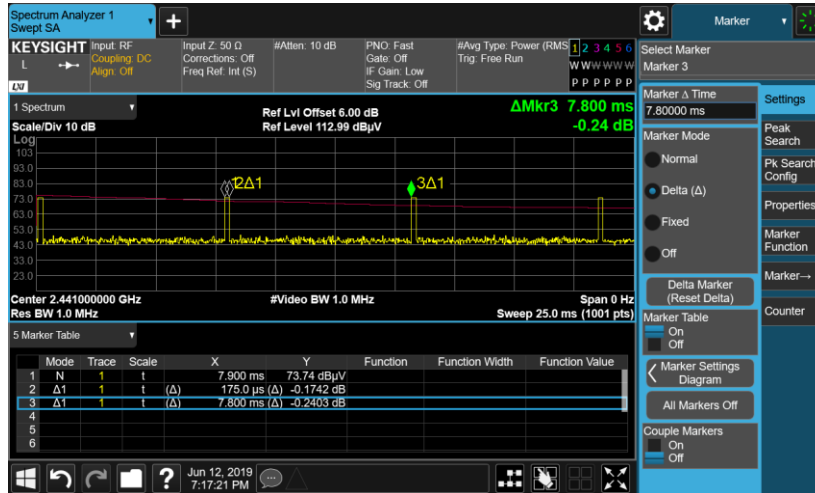 Spectrum Analyzer 1
Swept SA
+
Marker
KEYSIGHT
L
LXI
Input: RF
Coupling: DC
Align: Off
Input Z: 50 Ω
Corrections: Off
Freq Ref: Int (S)
#Atten: 10 dB
PNO: Fast
Gate: Off
IF Gain: Low
Sig Track: Off
#Avg Type: Power (RMS
Trig: Free Run
1 2 3 4 5 6
W W W W W W
P P P P P P
Select Marker
Marker 3
1 Spectrum
Scale/Div 10 dB
Ref Lvl Offset 6.00 dB
Ref Level 112.99 dBµV
ΔMkr3 7.800 ms
-0.24 dB
Log
103
93.0
83.0
73.0
63.0
53.0
43.0
33.0
23.0
2Δ1
3Δ1
Center 2.441000000 GHz
Res BW 1.0 MHz
#Video BW 1.0 MHz
Span 0 Hz
Sweep 25.0 ms (1001 pts)
5 Marker Table
Mode Trace Scale X Y Function Function Width Function Value
1 N 1 t 7.900 ms 73.74 dBµV
2 Δ1 1 t (Δ) 175.0 µs (Δ) -0.1742 dB
3 Δ1 1 t (Δ) 7.800 ms (Δ) -0.2403 dB
4
5
6
Marker Δ Time
7.80000 ms
Marker Mode
Normal
Delta (Δ)
Fixed
Off
Delta Marker
(Reset Delta)
Marker Table
On
Off
Marker Settings
Diagram
All Markers Off
Couple Markers
On
Off
Settings
Peak
Search
Pk Search
Config
Properties
Marker
Function
Marker→
Counter
?
Jun 12, 2019
7:17:21 PM